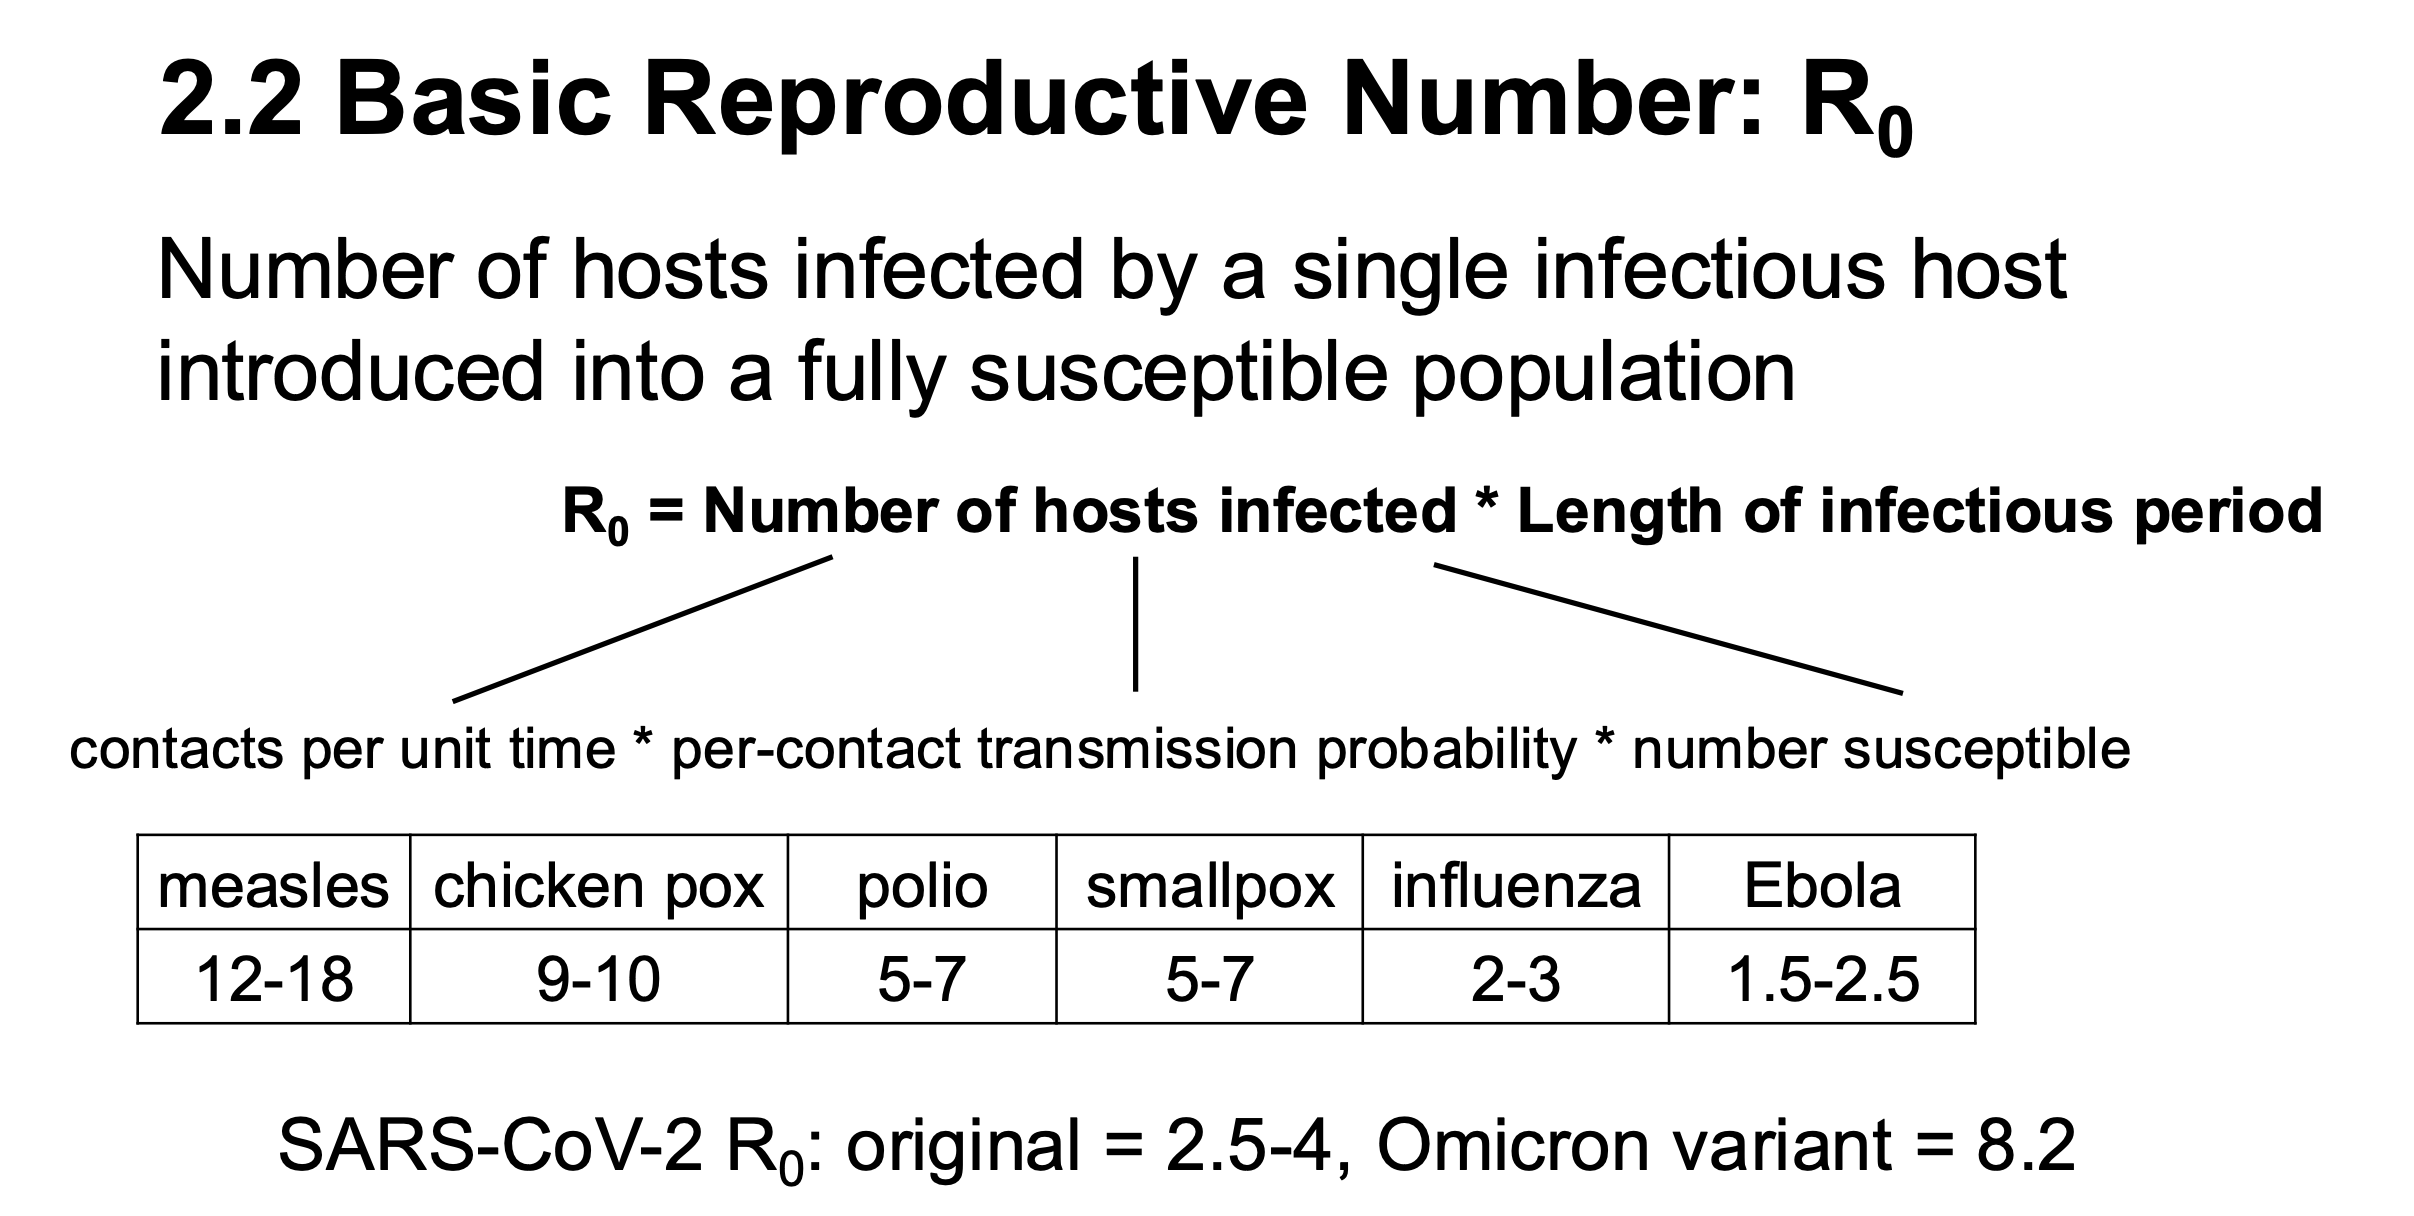 2.2 Basic Reproductive Number: R₀
Number of hosts infected by a single infectious host
introduced into a fully susceptible population
R₀ = Number of hosts infected * Length of infectious period
contacts per unit time * per-contact transmission probability * number susceptible
measles chicken pox polio smallpox influenza Ebola
12-18 9-10 5-7 5-7 2-3 1.5-2.5
SARS-CoV-2 R₀: original = 2.5-4, Omicron variant = 8.2